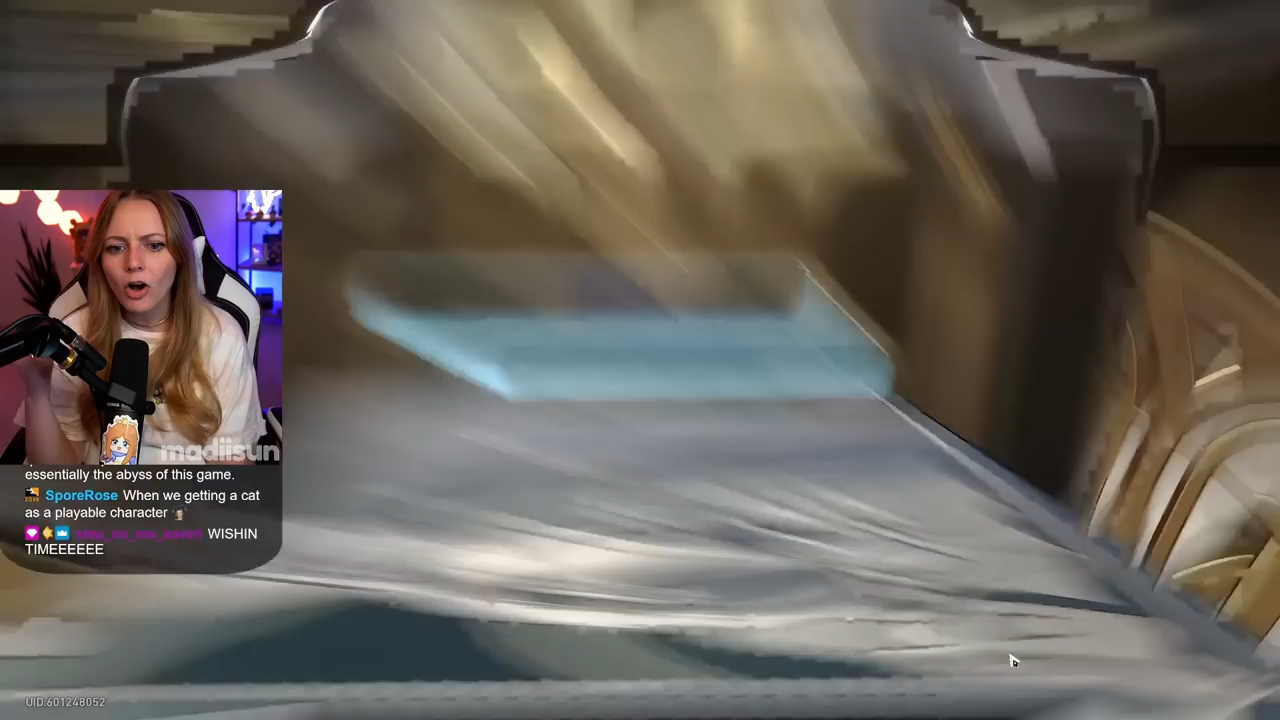 madiisun
essentially the abyss of this game.
SporeRose When we getting a cat
as a playable character
WISHIN
TIMEEEEEE
UID:601248052